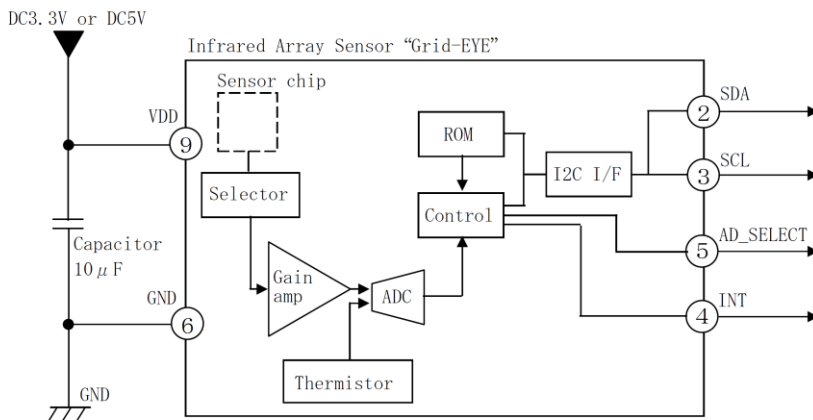 DC3.3V or DC5V
Infrared Array Sensor “Grid-EYE”
Sensor chip
VDD
9
Selector
ROM
I2C I/F
Control
SDA
2
SCL
3
AD_SELECT
5
INT
4
Capacitor
10μF
GND
6
Gain
amp
ADC
Thermistor
GND